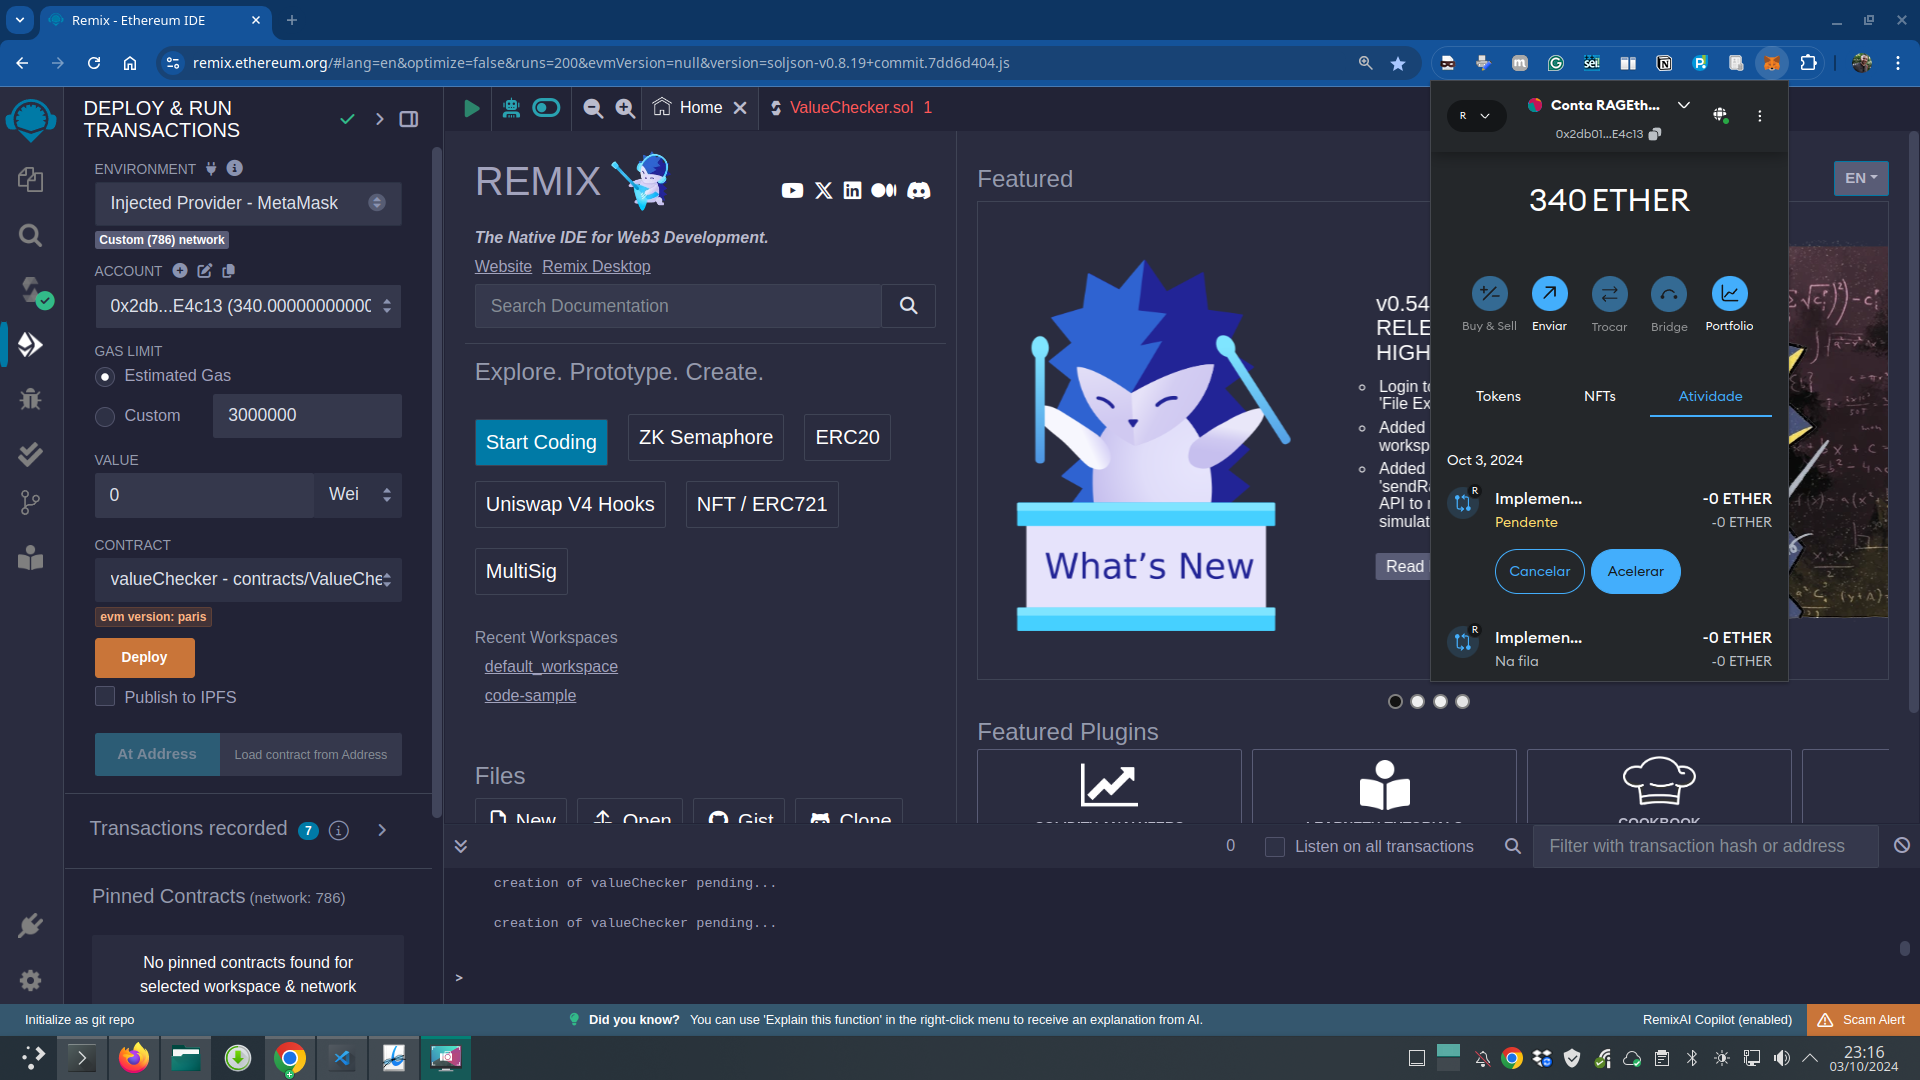 Remix - Ethereum IDE
remix.ethereum.org/#lang=en&optimize=false&runs=200&evmVersion=null&version=soljson-v0.8.19+commit.7dd6d404.js
DEPLOY & RUN
TRANSACTIONS
ENVIRONMENT
Injected Provider - MetaMask
Custom (786) network
ACCOUNT
0x2db...E4c13 (340.00000000000
GAS LIMIT
Estimated Gas
Custom
3000000
VALUE
0
Wei
CONTRACT
valueChecker - contracts/ValueChe
evm version: paris
Deploy
Publish to IPFS
At Address
Load contract from Address
Transactions recorded 7
Pinned Contracts (network: 786)
No pinned contracts found for
selected workspace & network
Home
ValueChecker.sol 1
REMIX
The Native IDE for Web3 Development.
Website Remix Desktop
Search Documentation
Explore. Prototype. Create.
Start Coding
ZK Semaphore
ERC20
Uniswap V4 Hooks
NFT / ERC721
MultiSig
Recent Workspaces
default_workspace
code-sample
Files
New
Open
Gist
Clone
Featured
EN
What's New
v0.54
RELE
HIGH
Login to
'File Ex
Added
worksp
Added
'sendRa
API to
simulat
Read
Featured Plugins
COOKBOOK
R
Conta RAGEth...
0x2db01...E4c13
340 ETHER
Buy & Sell
Enviar
Trocar
Bridge
Portfolio
Tokens
NFTs
Atividade
Oct 3, 2024
R
Implemen...
-0 ETHER
Pendente
-0 ETHER
Cancelar
Acelerar
R
Implemen...
-0 ETHER
Na fila
-0 ETHER
0
Listen on all transactions
Filter with transaction hash or address
creation of valueChecker pending...
creation of valueChecker pending...
>
Initialize as git repo
Did you know? You can use 'Explain this function' in the right-click menu to receive an explanation from AI.
RemixAI Copilot (enabled)
Scam Alert
23:16
03/10/2024